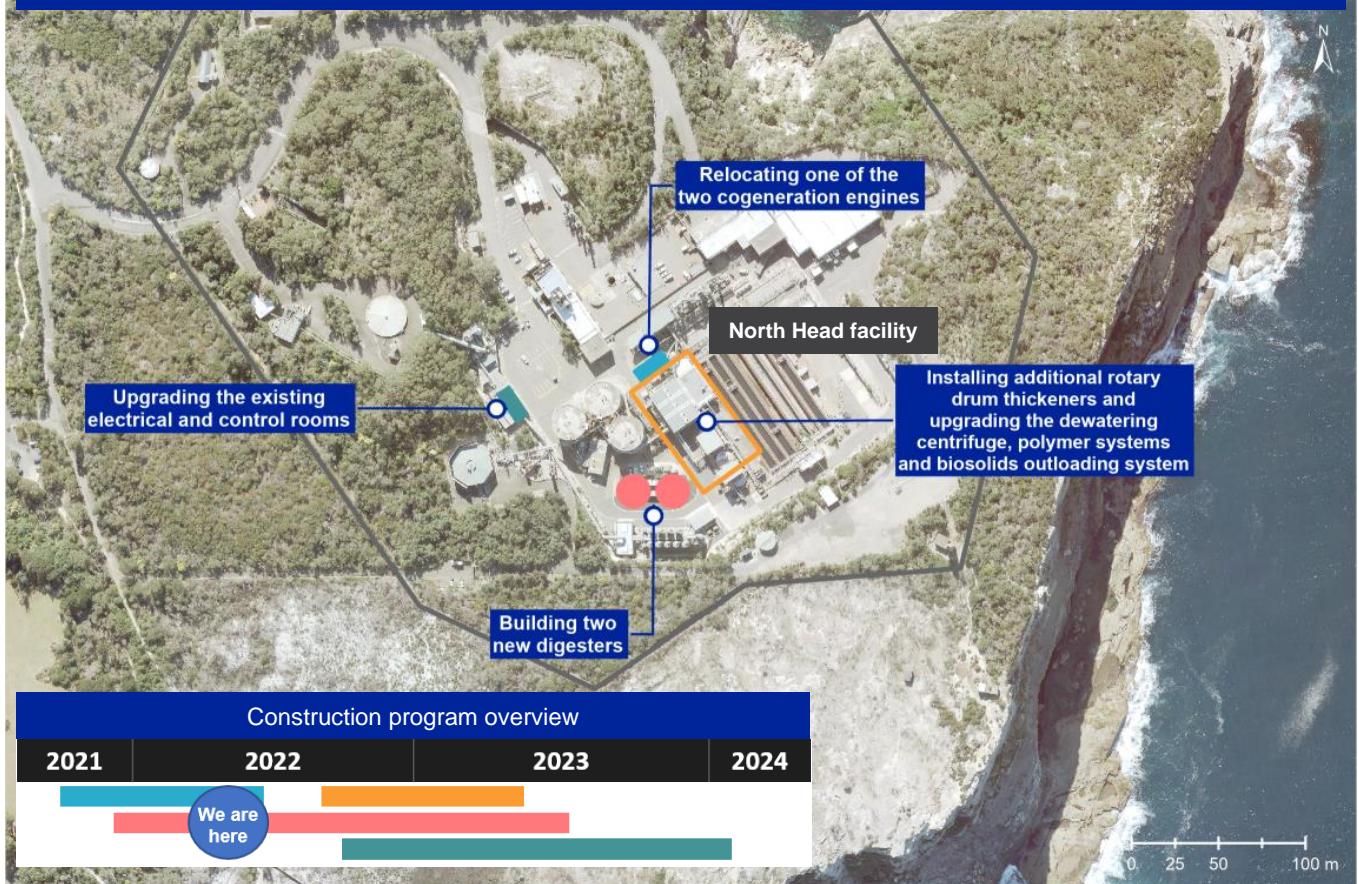 N
Relocating one of the
two cogeneration engines
North Head facility
Upgrading the existing
electrical and control rooms
Installing additional rotary
drum thickeners and
upgrading the dewatering
centrifuge, polymer systems
and biosolids outloading system
Building two
new digesters
Construction program overview
2021 2022 2023 2024
We are
here
0 25 50 100 m